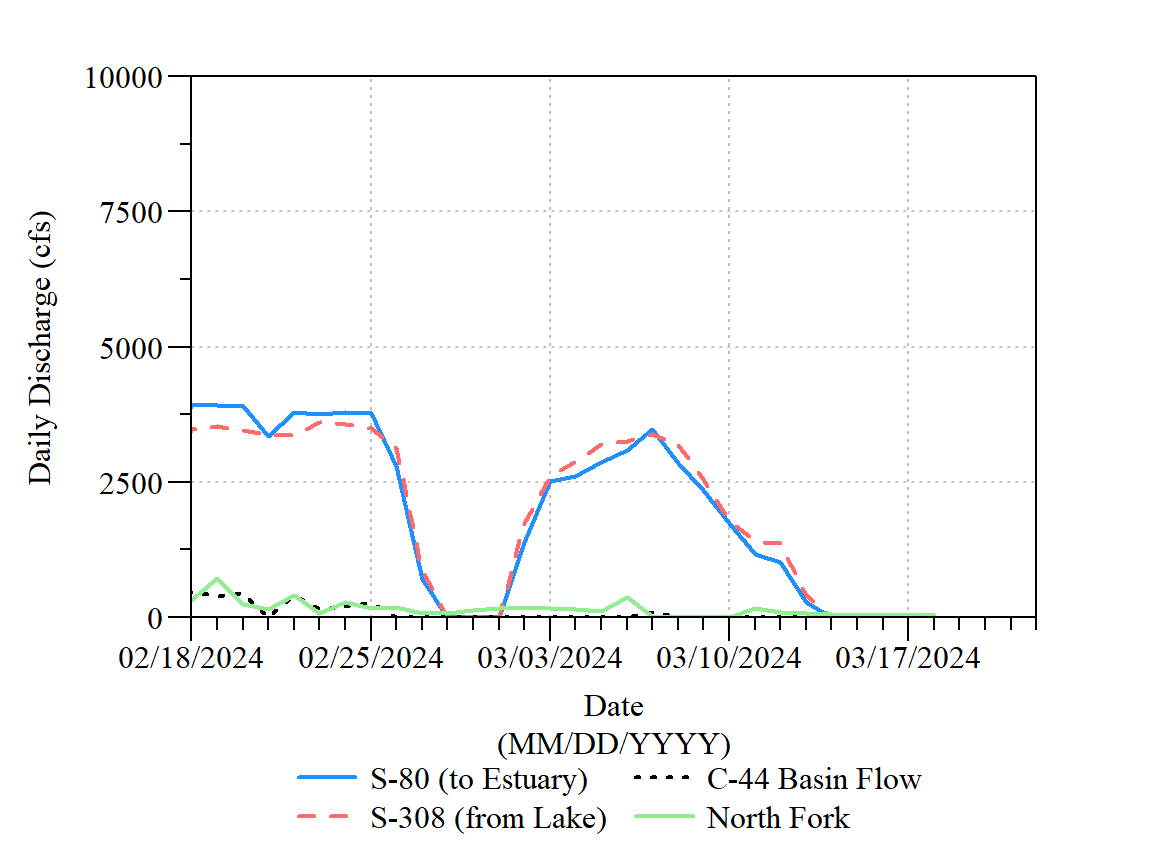 10000
7500
5000
2500
0
Daily Discharge (cfs)
02/18/2024 02/25/2024 03/03/2024 03/10/2024 03/17/2024
Date
(MM/DD/YYYY)
S-80 (to Estuary) C-44 Basin Flow
S-308 (from Lake) North Fork